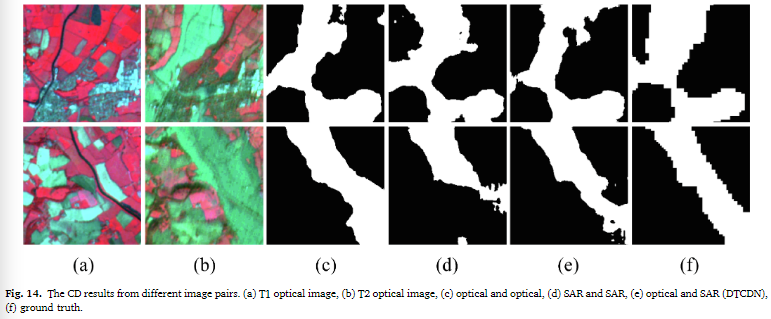 (a) (b) (c) (d) (e) (f)
Fig. 14. The CD results from different image pairs. (a) T1 optical image, (b) T2 optical image, (c) optical and optical, (d) SAR and SAR, (e) optical and SAR (DTCDN),
(f) ground truth.